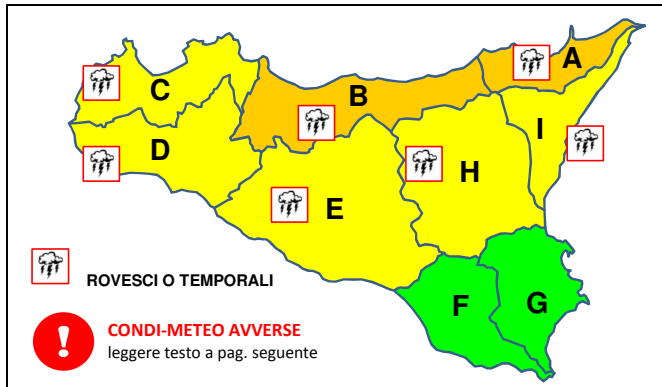 A
B
C
I
D
H
E
ROVESCI O TEMPORALI
F
G
!
CONDI-METEO AVVERSE
leggere testo a pag. seguente